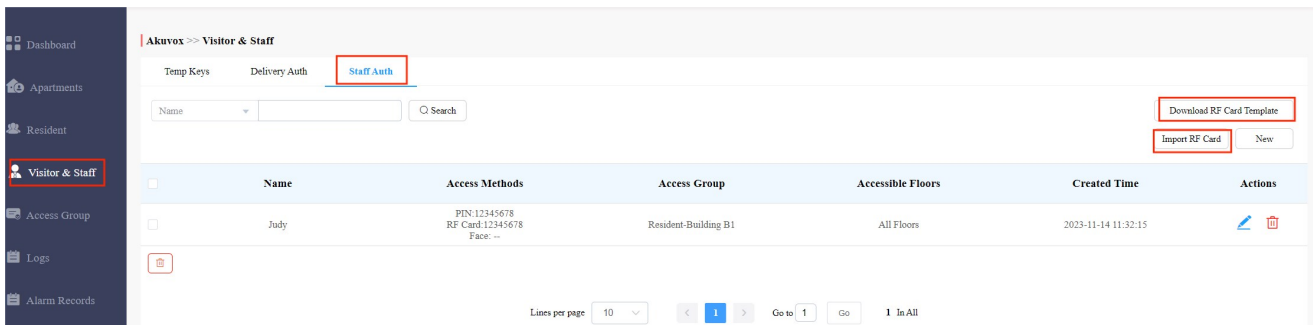 Dashboard
Apartments
Resident
Visitor & Staff
Access Group
Logs
Alarm Records
Akuvox >> Visitor & Staff
Temp Keys Delivery Auth Staff Auth
Name Search
Download RF Card Template
Import RF Card New
Name Access Methods Access Group Accessible Floors Created Time Actions
PIN:12345678
Judy RF Card:12345678 Resident-Building B1 All Floors 2023-11-14 11:32:15
Face: --
Lines per page 10 < 1 > Go to 1 Go 1 In All